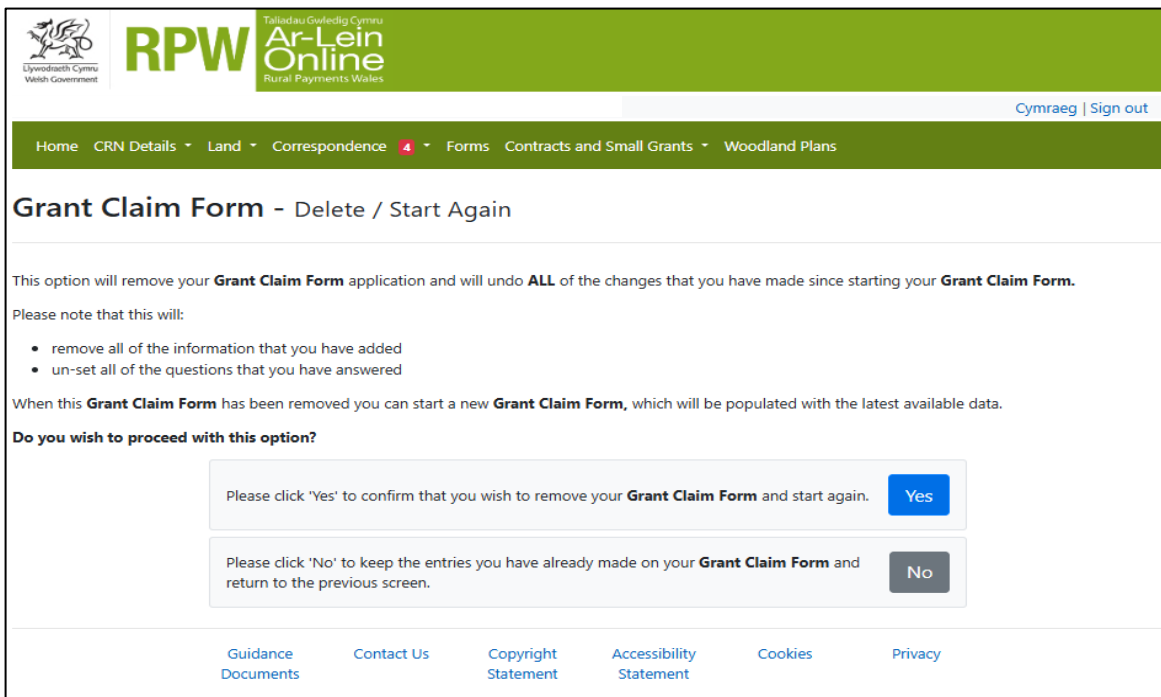 Llywodraeth Cymru
Welsh Government
RPW
Taliadau Gwledig Cymru
Ar-Lein
Online
Rural Payments Wales
Cymraeg | Sign out
Home CRN Details Land Correspondence 4 Forms Contracts and Small Grants Woodland Plans
Grant Claim Form - Delete / Start Again
This option will remove your Grant Claim Form application and will undo ALL of the changes that you have made since starting your Grant Claim Form.
Please note that this will:
• remove all of the information that you have added
• un-set all of the questions that you have answered
When this Grant Claim Form has been removed you can start a new Grant Claim Form, which will be populated with the latest available data.
Do you wish to proceed with this option?
Please click 'Yes' to confirm that you wish to remove your Grant Claim Form and start again. Yes
Please click 'No' to keep the entries you have already made on your Grant Claim Form and
return to the previous screen.
No
Guidance Documents
Contact Us
Copyright Statement
Accessibility Statement
Cookies
Privacy